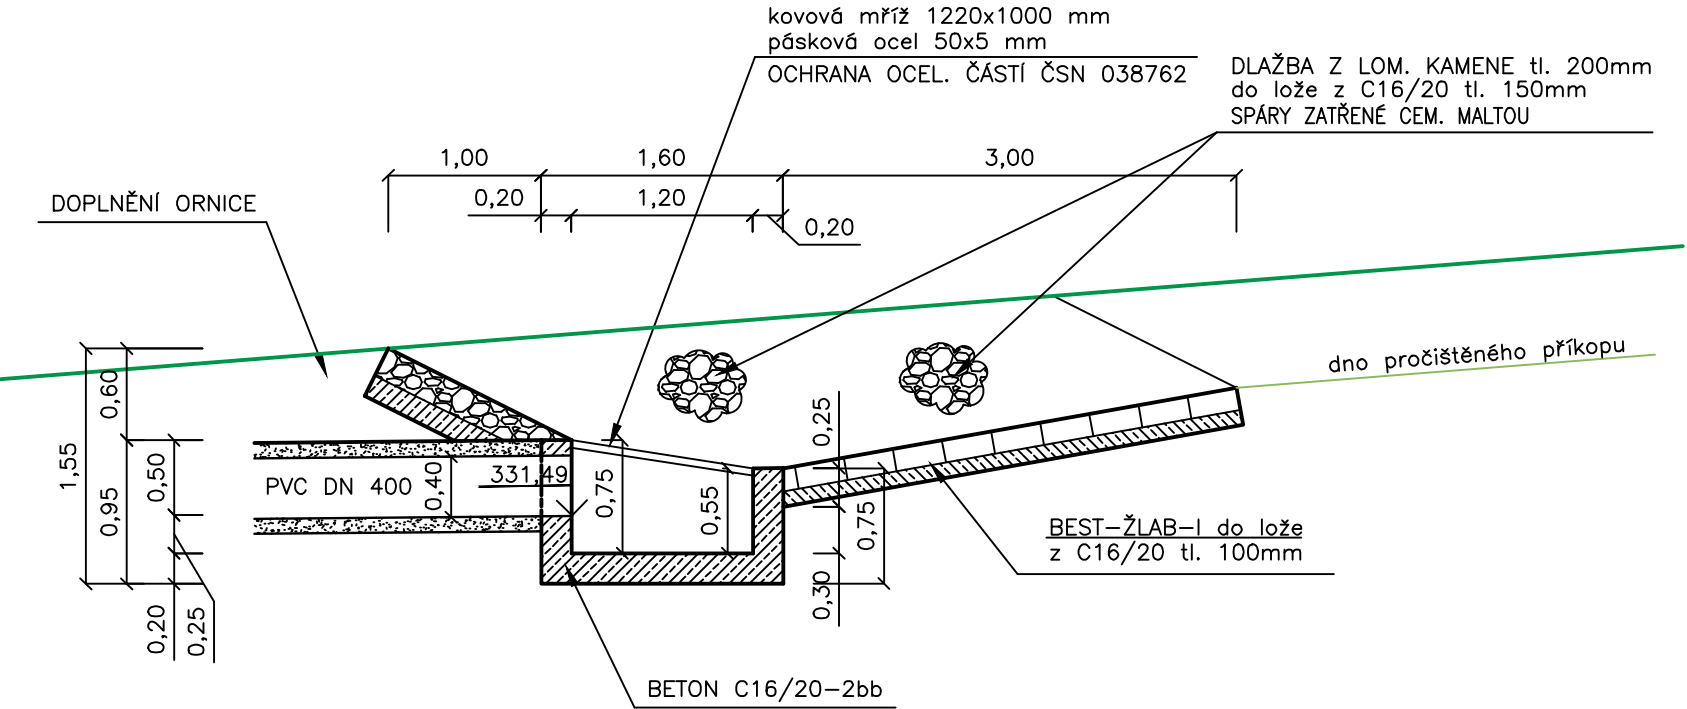 kovová mříž 1220x1000 mm
pásková ocel 50x5 mm
OCHRANA OCEL. ČÁSTÍ ČSN 038762
DLAŽBA Z LOM. KAMENE tl. 200mm
do lože z C16/20 tl. 150mm
SPÁRY ZATŘENÉ CEM. MALTOU
1,00
1,60
3,00
DOPLNĚNÍ ORNICE
0,20
1,20
0,20
dno pročištěného příkopu
0,60
1,55
0,95
0,50
PVC DN 400
0,40
331,49
0,75
0,55
0,25
0,75
0,30
BEST-ŽLAB-I do lože
z C16/20 tl. 100mm
0,20
0,25
BETON C16/20-2bb